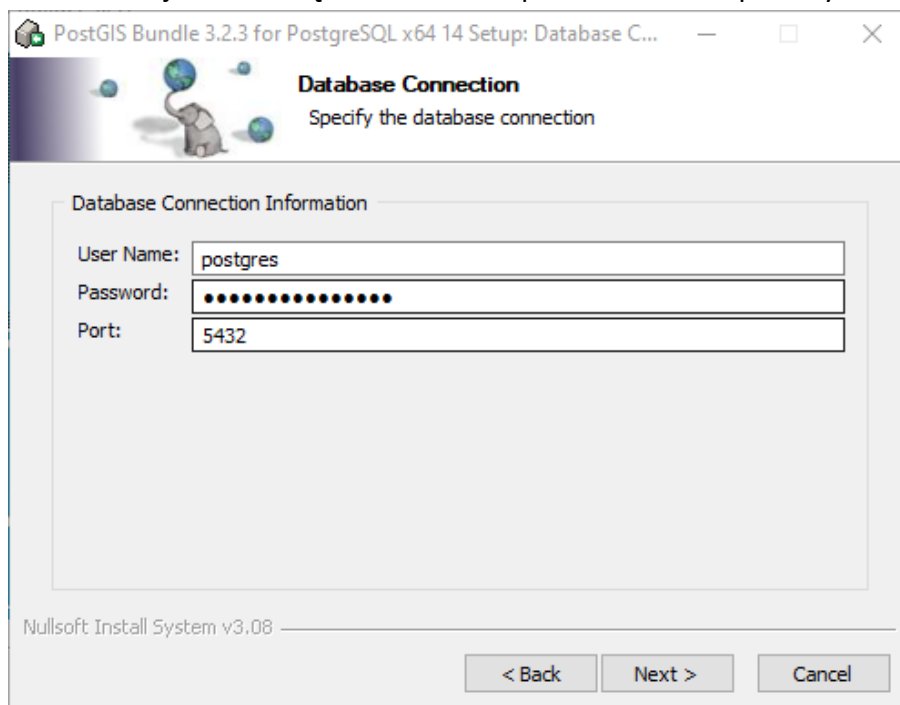 PostGIS Bundle 3.2.3 for PostgreSQL x64 14 Setup: Database C...
Database Connection
Specify the database connection
Database Connection Information
User Name: postgres
Password: ●●●●●●●●●●●●●●●
Port: 5432
Nullsoft Install System v3.08
< Back Next > Cancel